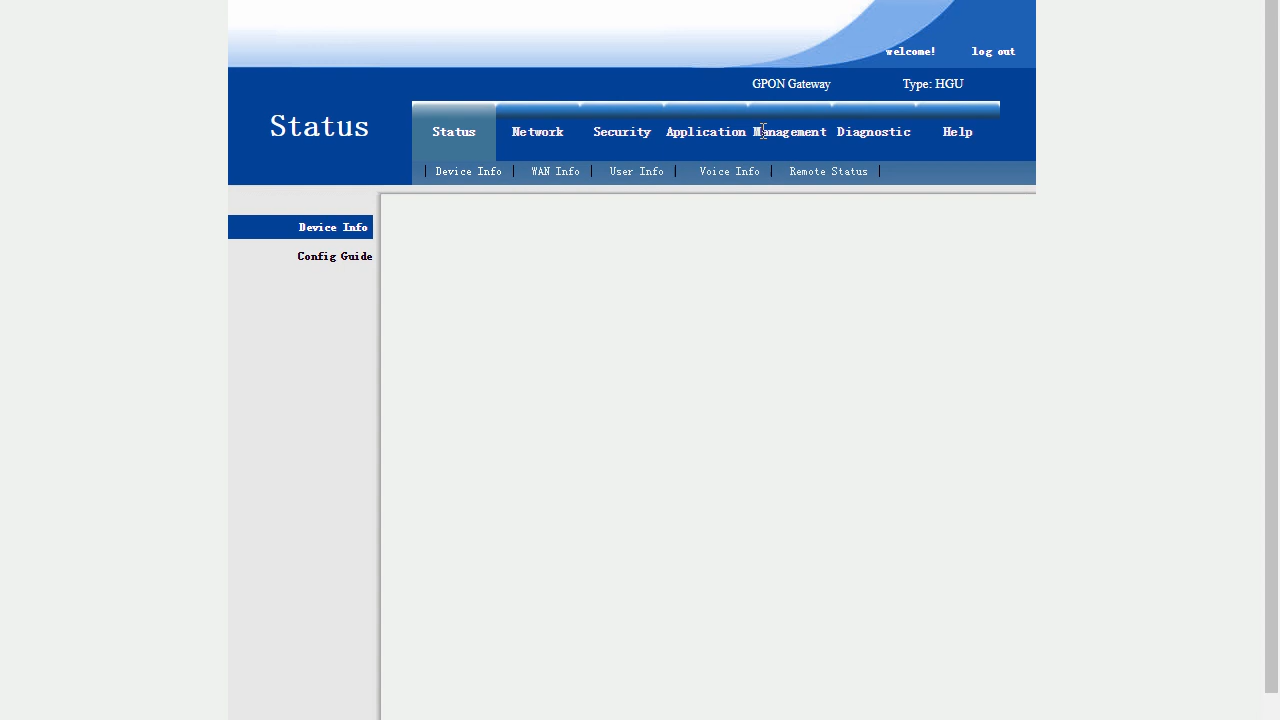 welcome! log out
GPON Gateway Type: HGU
Status
Status Network Security Application Management Diagnostic Help
Device Info WAN Info User Info Voice Info Remote Status
Device Info
Config Guide